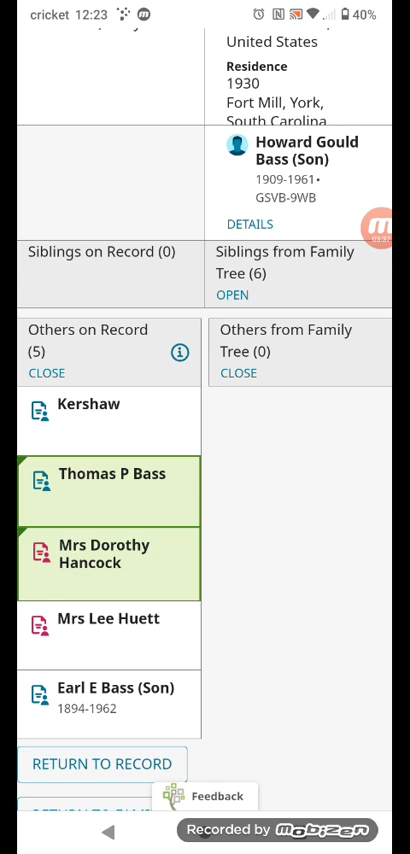 cricket 12:23 40%
United States
Residence
1930
Fort Mill, York,
South Carolina
Howard Gould
Bass (Son)
1909-1961•
GSVB-9WB
DETAILS
03:37
Siblings on Record (0)
Siblings from Family
Tree (6)
OPEN
Others on Record
(5)
CLOSE
Others from Family
Tree (0)
CLOSE
Kershaw
Thomas P Bass
Mrs Dorothy
Hancock
Mrs Lee Huett
Earl E Bass (Son)
1894-1962
RETURN TO RECORD
Feedback
Recorded by mobizen